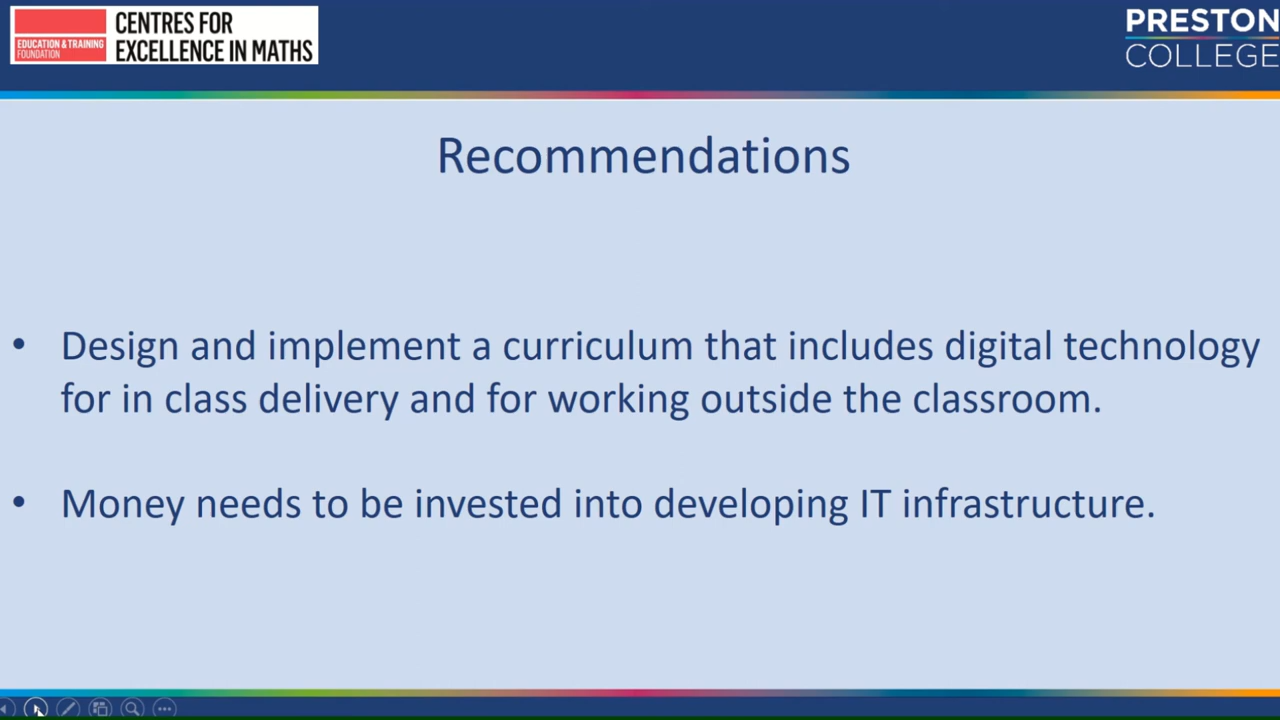 EDUCATION & TRAINING
FOUNDATION
CENTRES FOR
EXCELLENCE IN MATHS
PRESTON
COLLEGE
Recommendations
• Design and implement a curriculum that includes digital technology
for in class delivery and for working outside the classroom.
• Money needs to be invested into developing IT infrastructure.